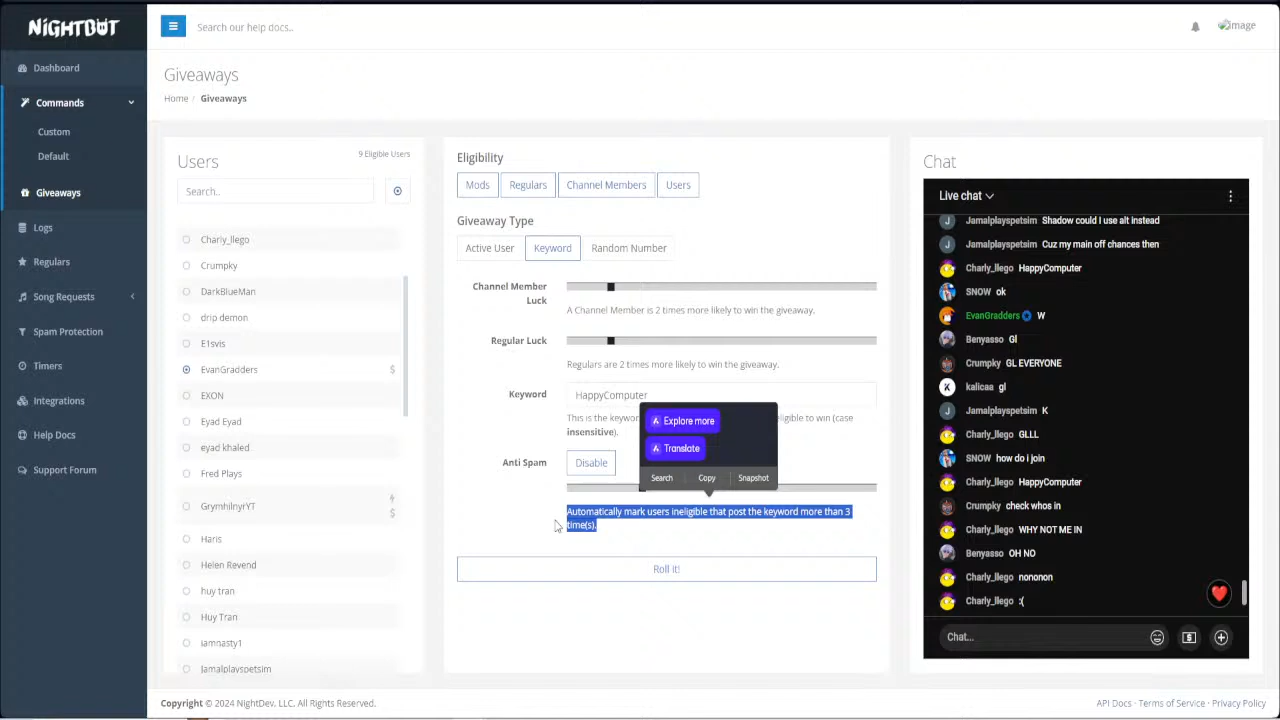 NIGHTBOT
Search our help docs..
image
Dashboard
Commands
Custom
Default
Giveaways
Logs
Regulars
Song Requests
Spam Protection
Timers
Integrations
Help Docs
Support Forum
Giveaways
Home / Giveaways
Users
9 Eligible Users
Search..
Charly_llego
Crumpky
DarkBlueMan
drip demon
E1svis
EvanGradders
$
EXON
Eyad Eyad
eyad khaled
Fred Plays
GrymhilnyrYT
$
Haris
Helen Revend
huy tran
Huy Tran
iamnasty1
Jamalplayspetsim
Eligibility
Mods
Regulars
Channel Members
Users
Giveaway Type
Active User
Keyword
Random Number
Channel Member
Luck
A Channel Member is 2 times more likely to win the giveaway.
Regular Luck
Regulars are 2 times more likely to win the giveaway.
Keyword
HappyComputer
This is the keywor
eligible to win (case
insensitive).
Explore more
Translate
Search
Copy
Snapshot
Anti Spam
Disable
Automatically mark users ineligible that post the keyword more than 3
time(s).
Roll it!
Chat
Live chat
J Jamalplayspetsim Shadow could I use alt instead
J Jamalplayspetsim Cuz my main off chances then
Charly_llego HappyComputer
SNOW ok
EvanGradders W
Benyasso Gl
Crumpky GL EVERYONE
K kalicaa gl
J Jamalplayspetsim K
Charly_llego GLLL
SNOW how do i join
Charly_llego HappyComputer
Crumpky check whos in
Charly_llego WHY NOT ME IN
Benyasso OH NO
Charly_llego nononon
Charly_llego :(
Chat...
Copyright © 2024 NightDev, LLC. All Rights Reserved.
API Docs · Terms of Service · Privacy Policy